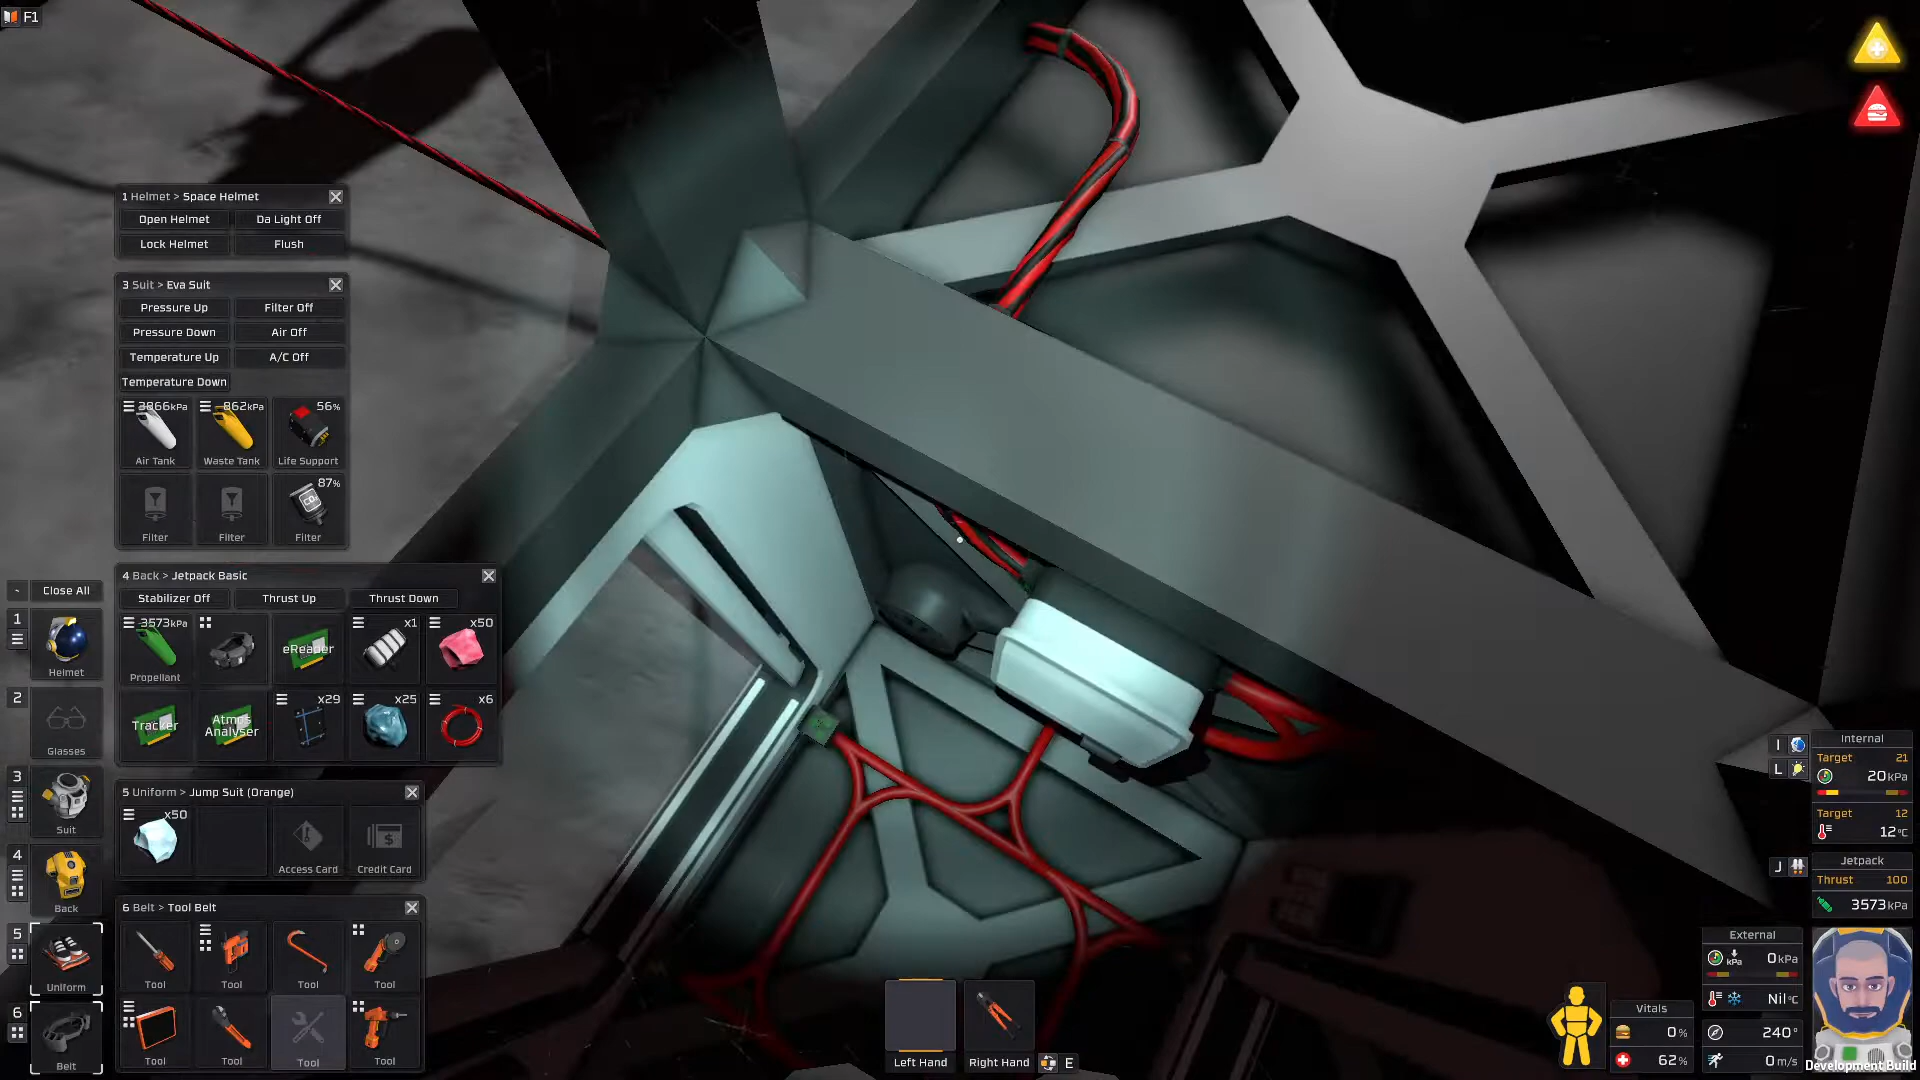 F1
1 Helmet > Space Helmet
Open Helmet
Da Light Off
Lock Helmet
Flush
3 Suit > Eva Suit
Pressure Up
Filter Off
Pressure Down
Air Off
Temperature Up
A/C Off
Temperature Down
3866kPa
862kPa
56%
Air Tank
Waste Tank
Life Support
87%
Filter
Filter
Filter
4 Back > Jetpack Basic
Stabilizer Off
Thrust Up
Thrust Down
3573kPa
x1
x50
eReader
Propellant
x29
x25
x6
Tracker
Atmos
Analyser
5 Uniform > Jump Suit (Orange)
x50
Access Card
Credit Card
6 Belt > Tool Belt
Tool
Tool
Tool
Tool
Tool
Tool
Tool
Tool
-
Close All
1
Helmet
2
Glasses
3
Suit
4
Back
5
Uniform
6
Belt
Left Hand
Right Hand
E
I
L
Internal
Target 21
20kPa
Target 12
12°C
J
Jetpack
Thrust 100
3573kPa
External
kPa
0kPa
Nil°C
Vitals
0%
62%
240°
0m/s
Development Build